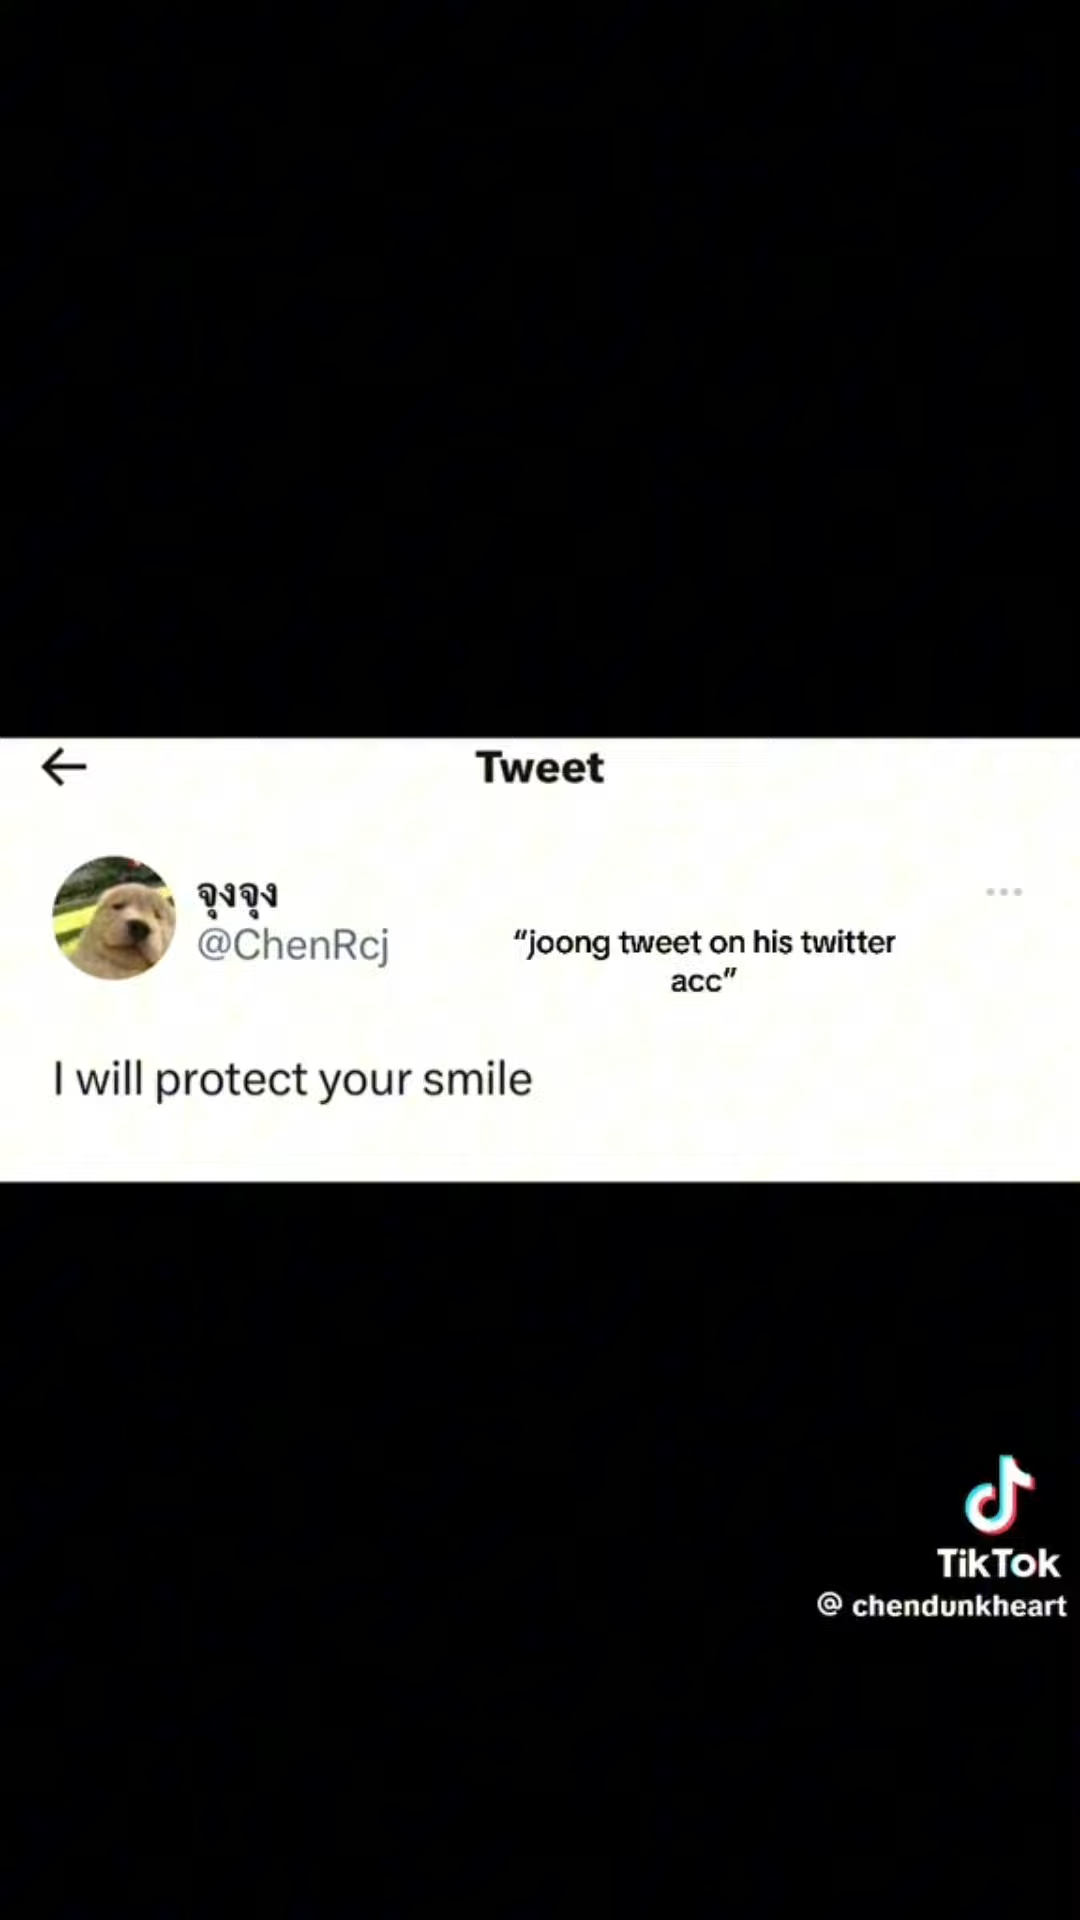 Tweet
จุงจุง
@ChenRcj
“joong tweet on his twitter
acc”
I will protect your smile
TikTok
@ chendunkheart